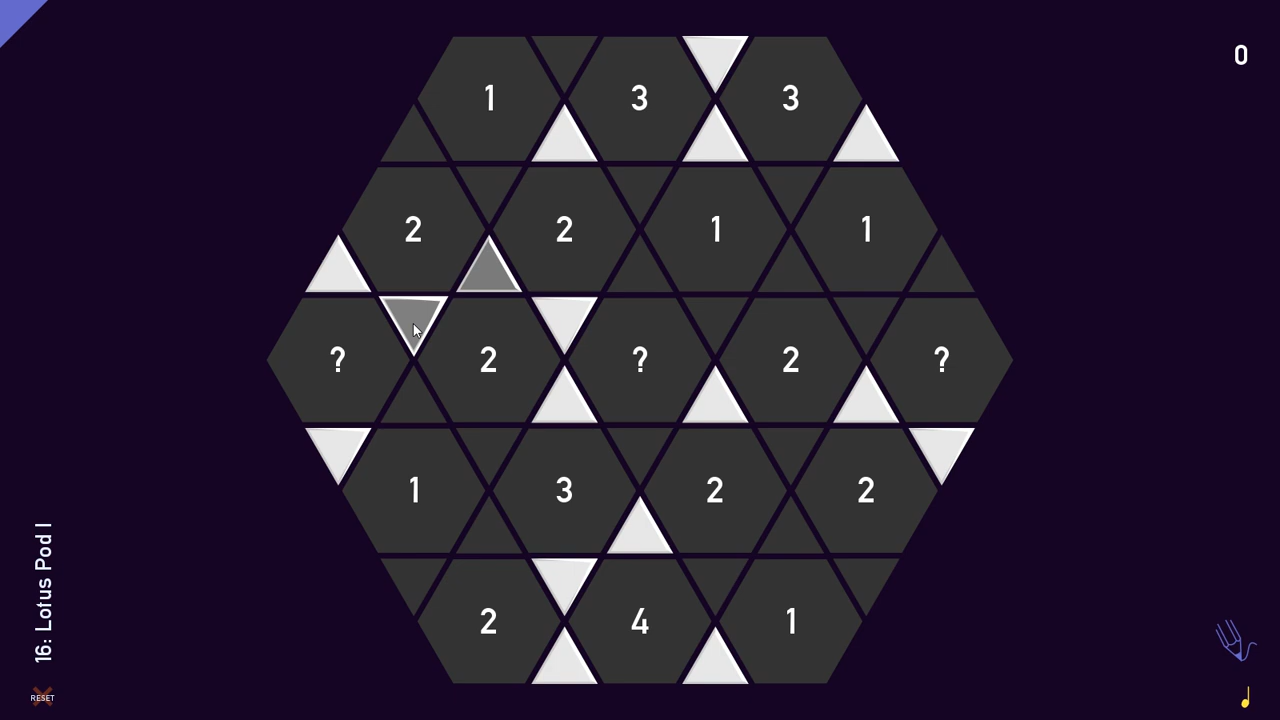 0
1 3 3
2 2 1 1
? 2 ? 2 ?
1 3 2 2
2 4 1
16: Lotus Pod I
RESET